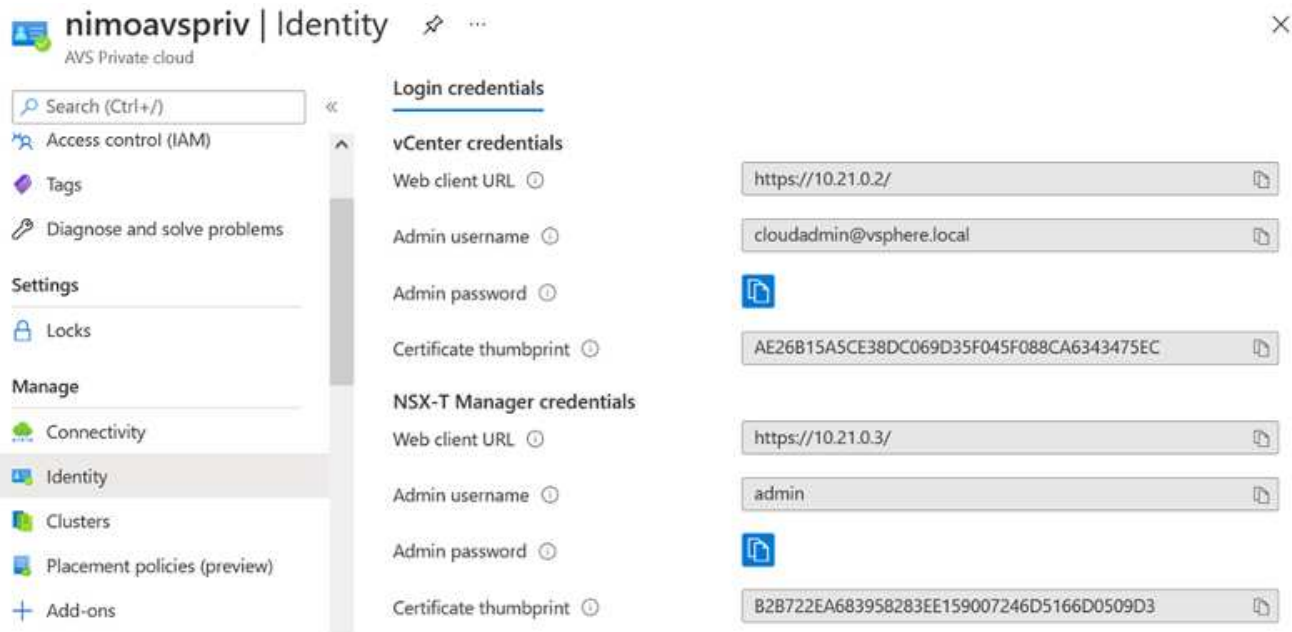 nimoavspriv | Identity
AVS Private cloud
Search (Ctrl+/)
Access control (IAM)
Tags
Diagnose and solve problems
Settings
Locks
Manage
Connectivity
Identity
Clusters
Placement policies (preview)
Add-ons
Login credentials
vCenter credentials
Web client URL
https://10.21.0.2/
Admin username
cloudadmin@vsphere.local
Admin password
Certificate thumbprint
AE26B15A5CE38DC069D35F045F088CA6343475EC
NSX-T Manager credentials
Web client URL
https://10.21.0.3/
Admin username
admin
Admin password
Certificate thumbprint
B2B722EA683958283EE159007246D5166D0509D3